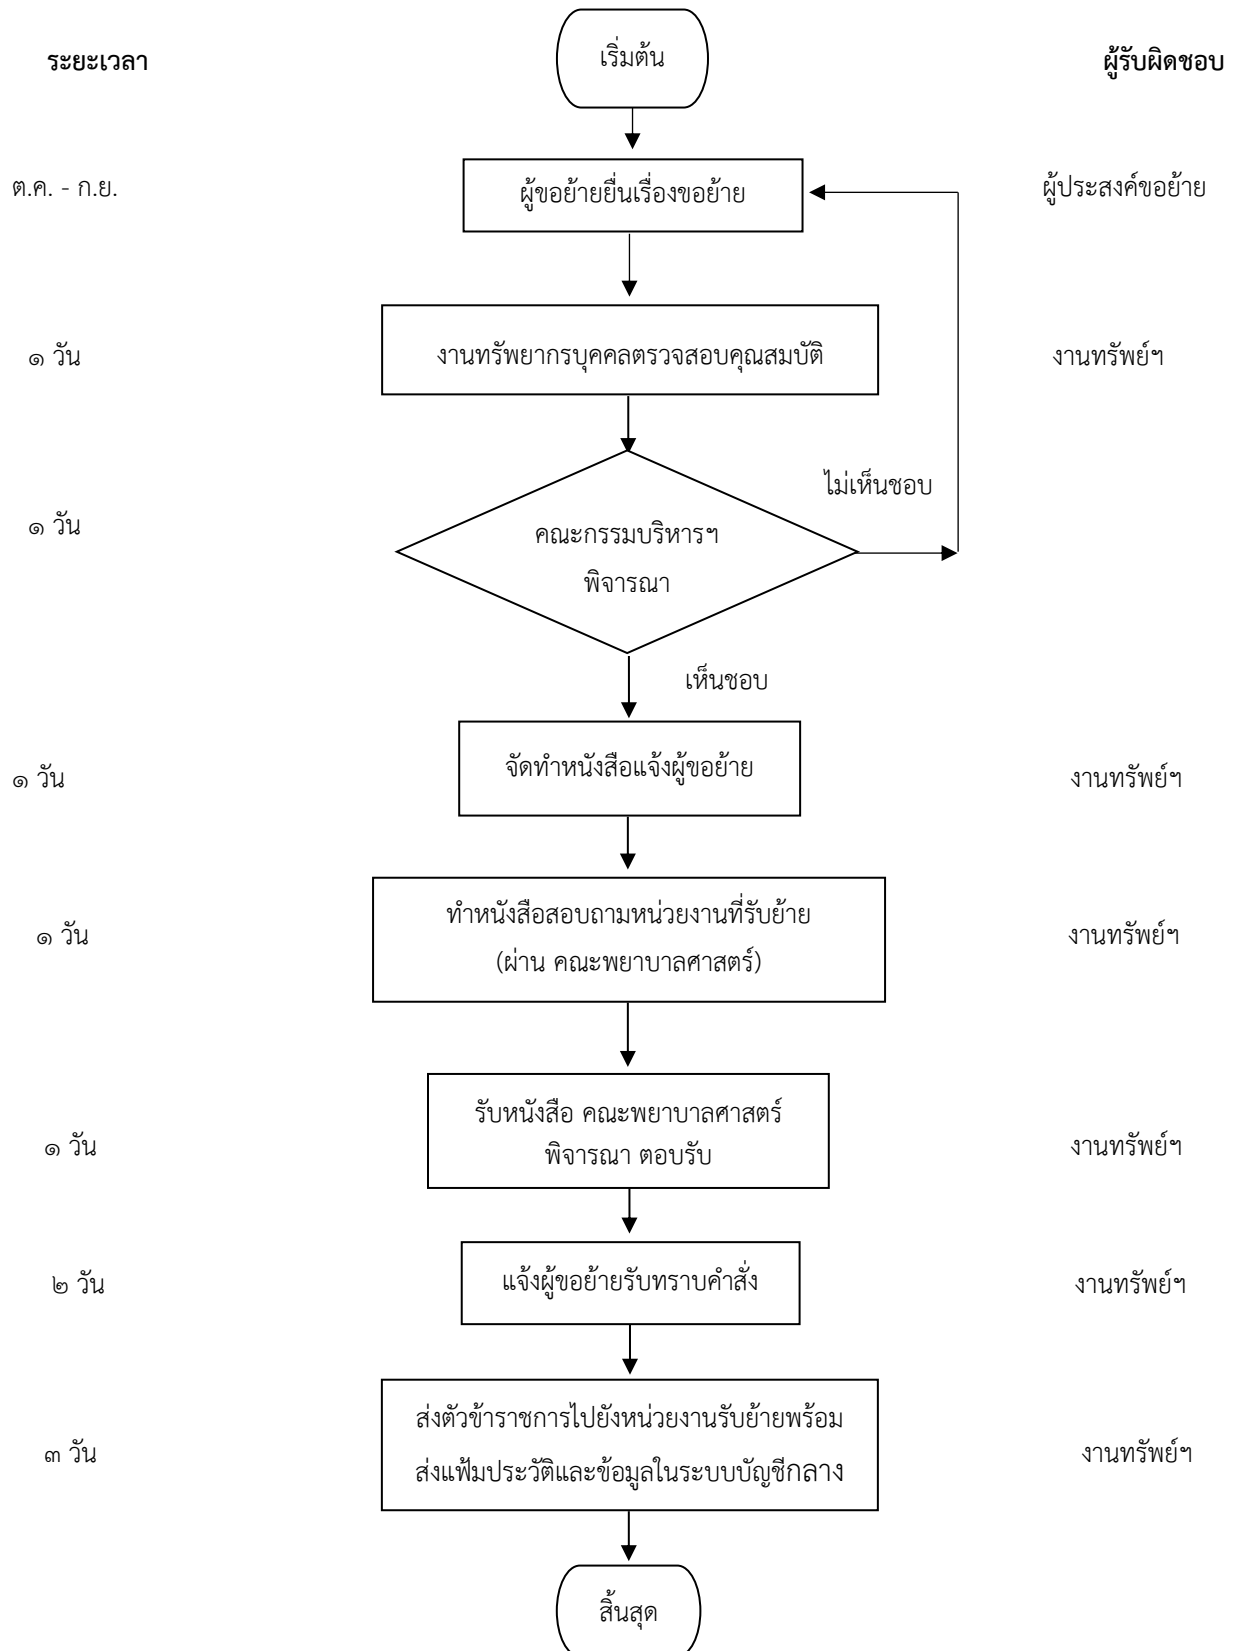 เริ่มต้น
ระยะเวลา
ผู้รับผิดชอบ
ต.ค. - ก.ย.
ผู้ขอย้ายยื่นเรื่องขอย้าย
ผู้ประสงค์ขอย้าย
๑ วัน
งานทรัพยากรบุคคลตรวจสอบคุณสมบัติ
งานทรัพย์ฯ
ไม่เห็นชอบ
๑ วัน
คณะกรรมบริหารฯ
พิจารณา
เห็นชอบ
๑ วัน
จัดทำหนังสือแจ้งผู้ขอย้าย
งานทรัพย์ฯ
๑ วัน
ทำหนังสือสอบถามหน่วยงานที่รับย้าย
(ผ่าน คณะพยาบาลศาสตร์)
งานทรัพย์ฯ
๑ วัน
รับหนังสือ คณะพยาบาลศาสตร์
พิจารณา ตอบรับ
งานทรัพย์ฯ
๒ วัน
แจ้งผู้ขอย้ายรับทราบคำสั่ง
งานทรัพย์ฯ
๓ วัน
ส่งตัวข้าราชการไปยังหน่วยงานรับย้ายพร้อม
ส่งแฟ้มประวัติและข้อมูลในระบบบัญชีกลาง
งานทรัพย์ฯ
สิ้นสุด